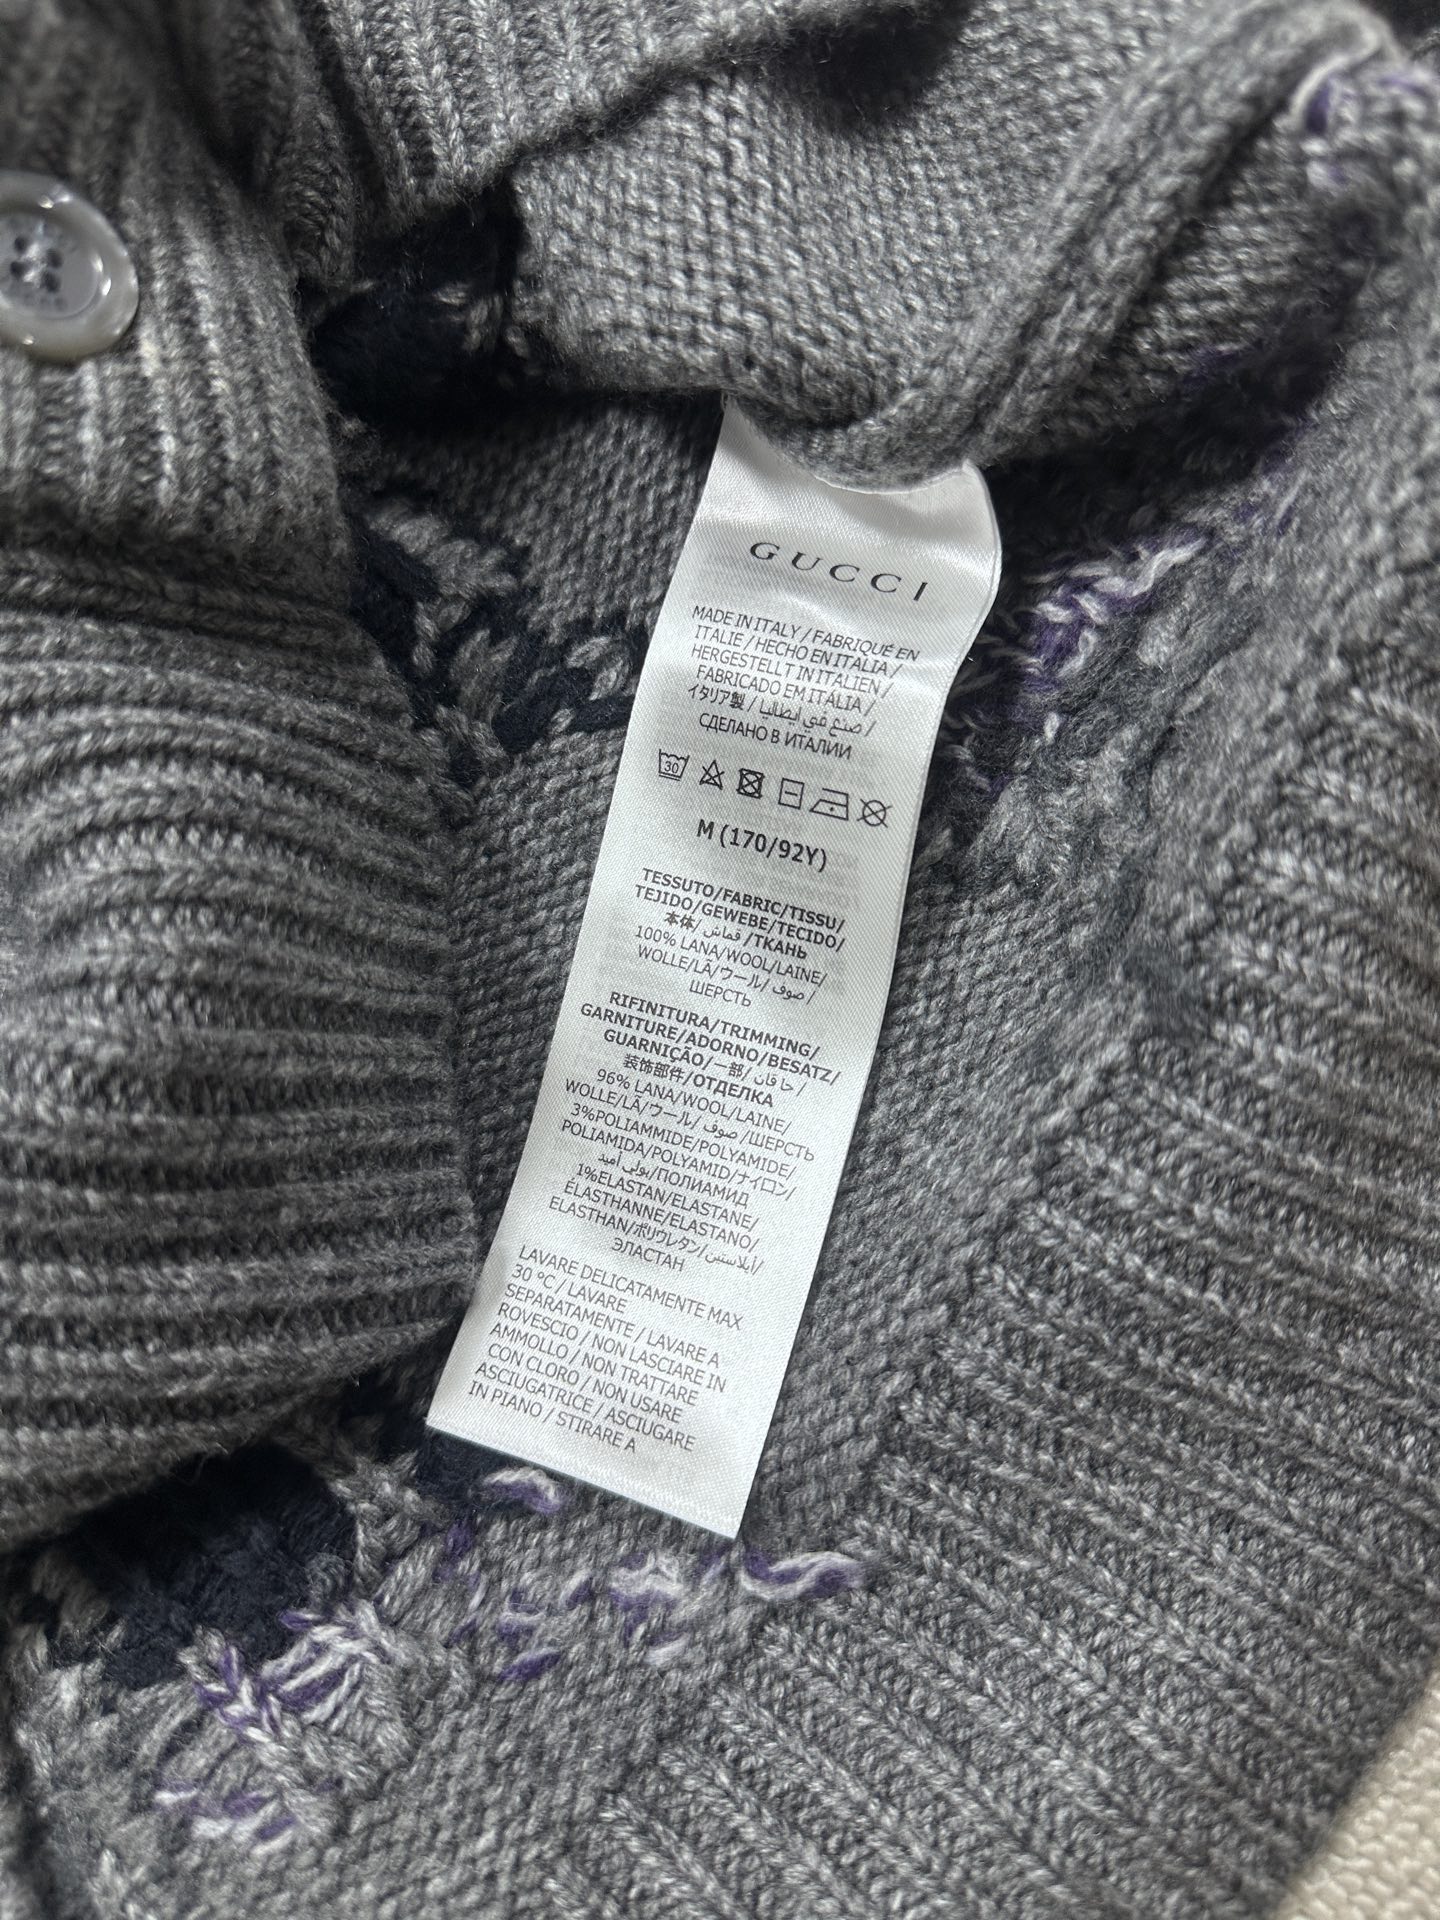 GUCCI
MADE IN ITALY / FABRIQUÉ EN
ITALIE / HECHO EN ITALIA /
HERGESTELLT IN ITALIEN /
FABRICADO EM ITÁLIA /
イタリア製 / صنع في إيطاليا /
СДЕЛАНО В ИТАЛИИ
30
M (170/92Y)
TESSUTO/FABRIC/TISSU/
TEJIDO/GEWEBE/TECIDO/
本体/ قماش /ТКАНЬ
100% LANA/WOOL/LAINE/
WOLLE/LÃ/ウール/ صوف /
ШЕРСТЬ
RIFINITURA/TRIMMING/
GARNITURE/ADORNO/BESATZ/
GUARNIÇÃO/一部/ حافان /
装饰部件/ОТДЕЛКА
96% LANA/WOOL/LAINE/
WOLLE/LÃ/ウール/ صوف /ШЕРСТЬ
3%POLIAMMIDE/POLYAMIDE/
POLIAMIDA/POLYAMID/ナイロン/
بولي أميد/ПОЛИАМИД
1%ELASTAN/ELASTANE/
ÉLASTHANNE/ELASTANO/
ELASTHAN/ポリウレタン/إيلاستين/
ЭЛАСТАН
LAVARE DELICATAMENTE MAX
30 °C / LAVARE
SEPARATAMENTE / LAVARE A
ROVESCIO / NON LASCIARE IN
AMMOLLO / NON TRATTARE
CON CLORO / NON USARE
ASCIUGATRICE / ASCIUGARE
IN PIANO / STIRARE A